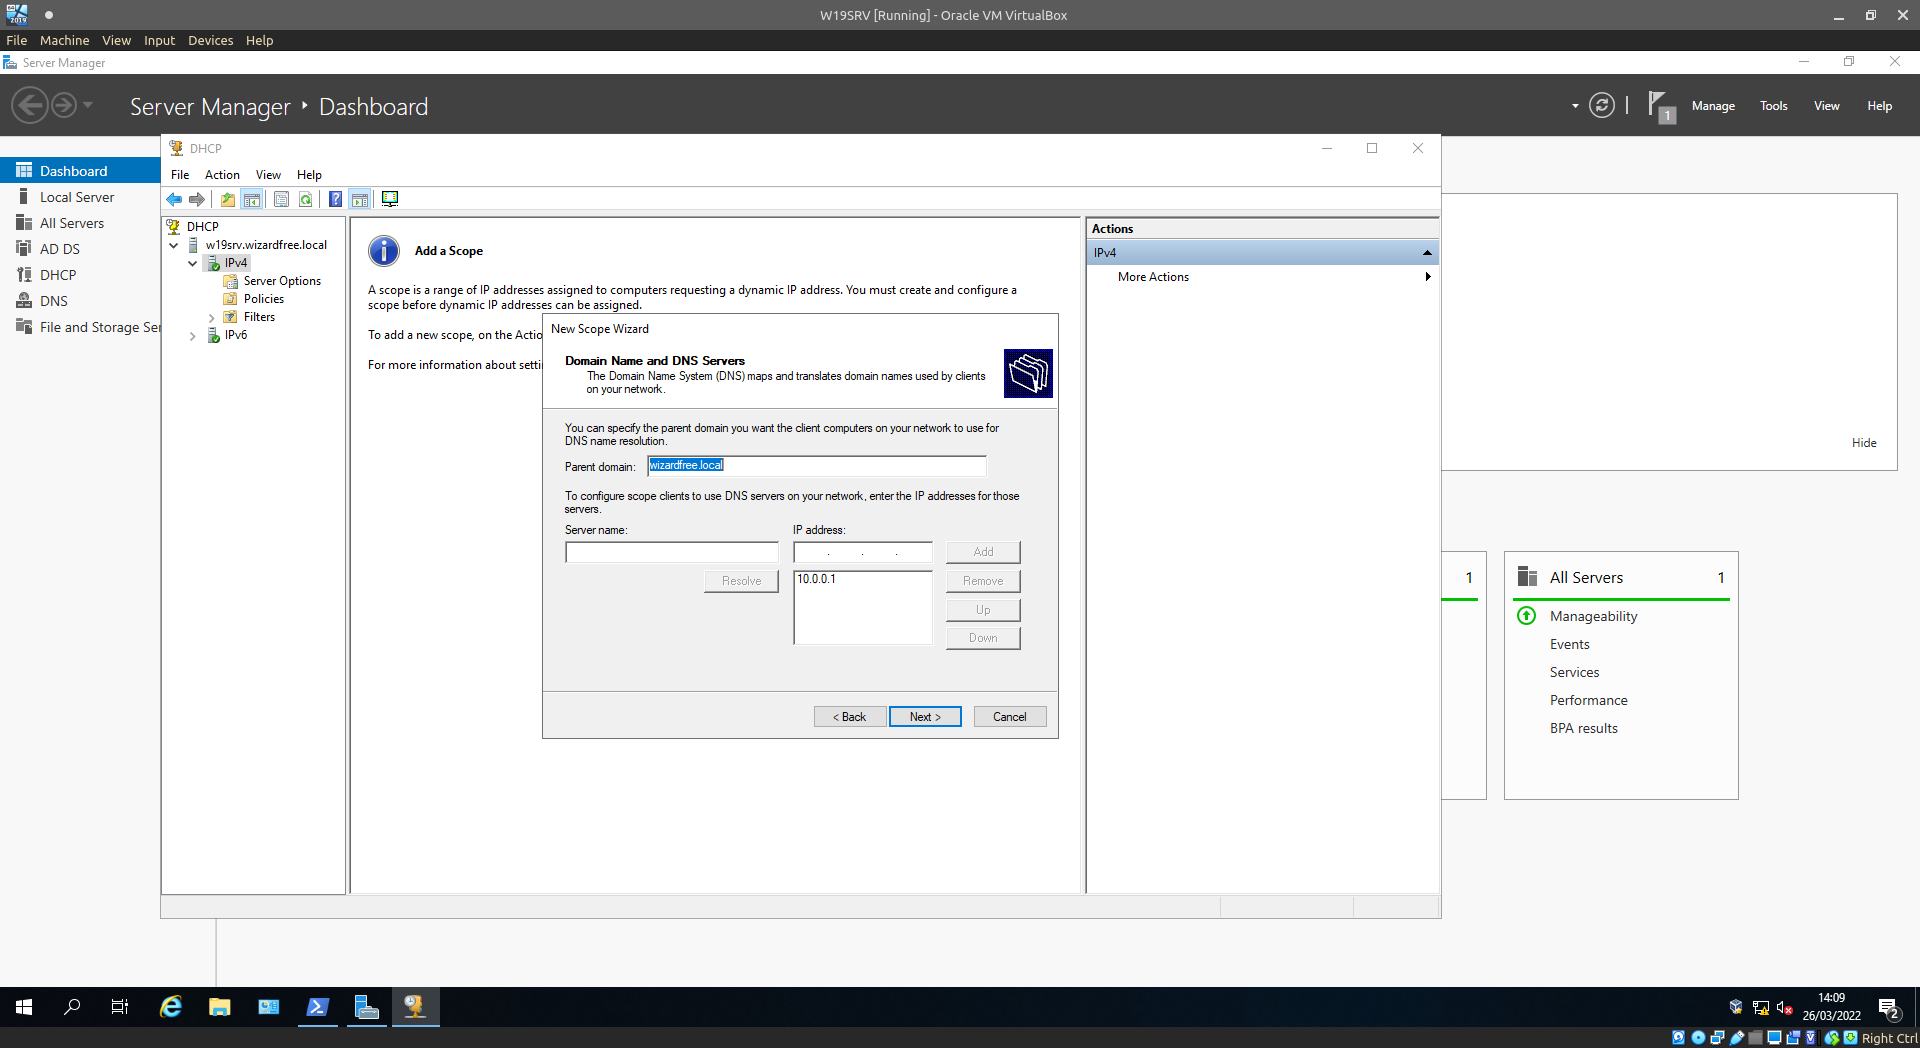 W19SRV [Running] - Oracle VM VirtualBox
File Machine View Input Devices Help
Server Manager
Server Manager Dashboard
1
Manage Tools View Help
Dashboard
Local Server
All Servers
AD DS
DHCP
DNS
File and Storage Ser
DHCP
File Action View Help
DHCP
w19srv.wizardfree.local
IPv4
Server Options
Policies
Filters
IPv6
Add a Scope
A scope is a range of IP addresses assigned to computers requesting a dynamic IP address. You must create and configure a
scope before dynamic IP addresses can be assigned.
To add a new scope, on the Actio
For more information about setti
Actions
IPv4
More Actions
New Scope Wizard
Domain Name and DNS Servers
The Domain Name System (DNS) maps and translates domain names used by clients
on your network.
You can specify the parent domain you want the client computers on your network to use for
DNS name resolution.
Parent domain: wizardfree.local
To configure scope clients to use DNS servers on your network, enter the IP addresses for those
servers.
Server name: IP address:
. . . Add
Resolve 10.0.0.1 Remove
Up
Down
< Back Next > Cancel
Hide
1
All Servers 1
Manageability
Events
Services
Performance
BPA results
14:09
26/03/2022
2
Right Ctrl